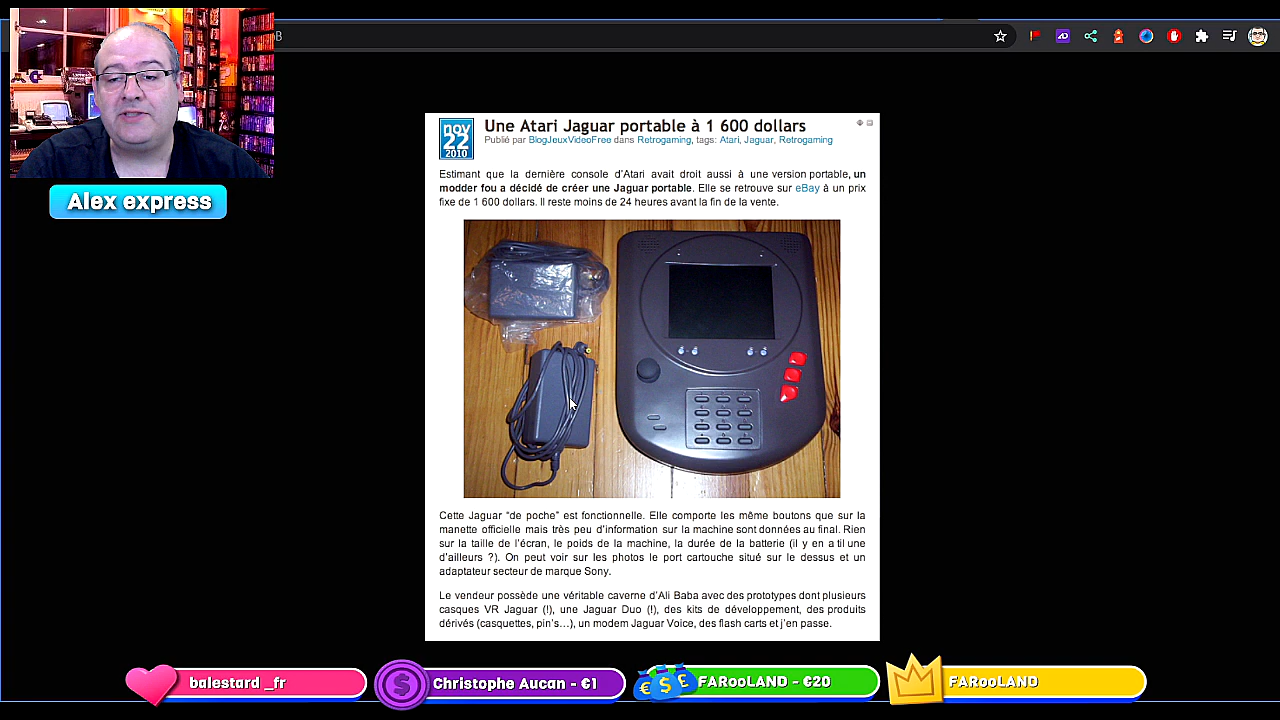 B
Alex express
nov
22
2010
Une Atari Jaguar portable à 1 600 dollars
Publié par BlogJeuxVideoFree dans Retrogaming, tags: Atari, Jaguar, Retrogaming
Estimant que la dernière console d'Atari avait droit aussi à une version portable, un
modder fou a décidé de créer une Jaguar portable. Elle se retrouve sur eBay à un prix
fixe de 1 600 dollars. Il reste moins de 24 heures avant la fin de la vente.
Cette Jaguar “de poche” est fonctionnelle. Elle comporte les même boutons que sur la
manette officielle mais très peu d'information sur la machine sont données au final. Rien
sur la taille de l'écran, le poids de la machine, la durée de la batterie (il y en a til une
d'ailleurs ?). On peut voir sur les photos le port cartouche situé sur le dessus et un
adaptateur secteur de marque Sony.
Le vendeur possède une véritable caverne d'Ali Baba avec des prototypes dont plusieurs
casques VR Jaguar (!), une Jaguar Duo (!), des kits de développement, des produits
dérivés (casquettes, pin's…), un modem Jaguar Voice, des flash carts et j'en passe.
balestard _fr
Christophe Aucan - €1
FARooLAND - €20
FARooLAND